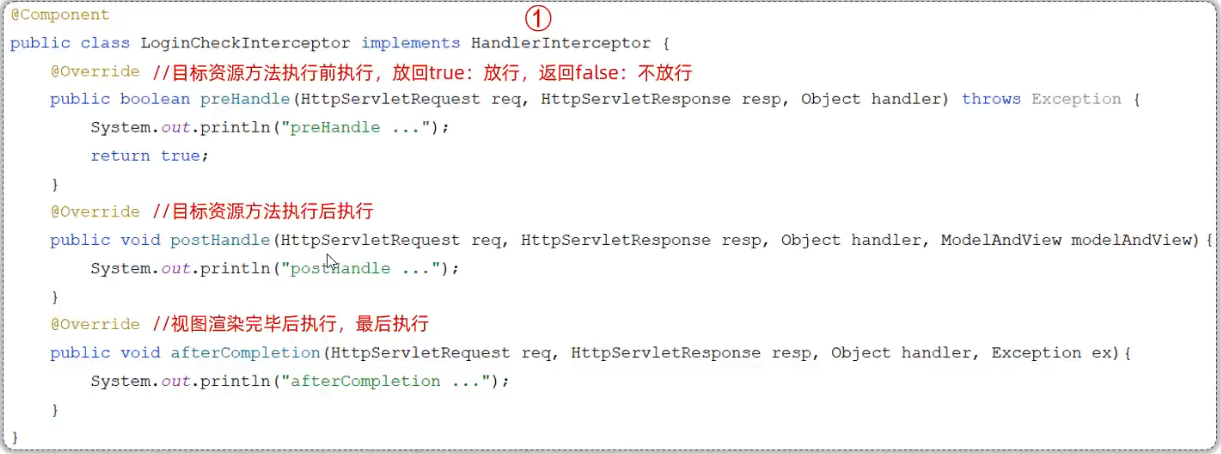 @Component
①
public class LoginCheckInterceptor implements HandlerInterceptor {
@Override //目标资源方法执行前执行，放回true：放行，返回false：不放行
public boolean preHandle(HttpServletRequest req, HttpServletResponse resp, Object handler) throws Exception {
System.out.println("preHandle ...");
return true;
}
@Override //目标资源方法执行后执行
public void postHandle(HttpServletRequest req, HttpServletResponse resp, Object handler, ModelAndView modelAndView){
System.out.println("postHandle ...");
}
@Override //视图渲染完毕后执行，最后执行
public void afterCompletion(HttpServletRequest req, HttpServletResponse resp, Object handler, Exception ex){
System.out.println("afterCompletion ...");
}
}